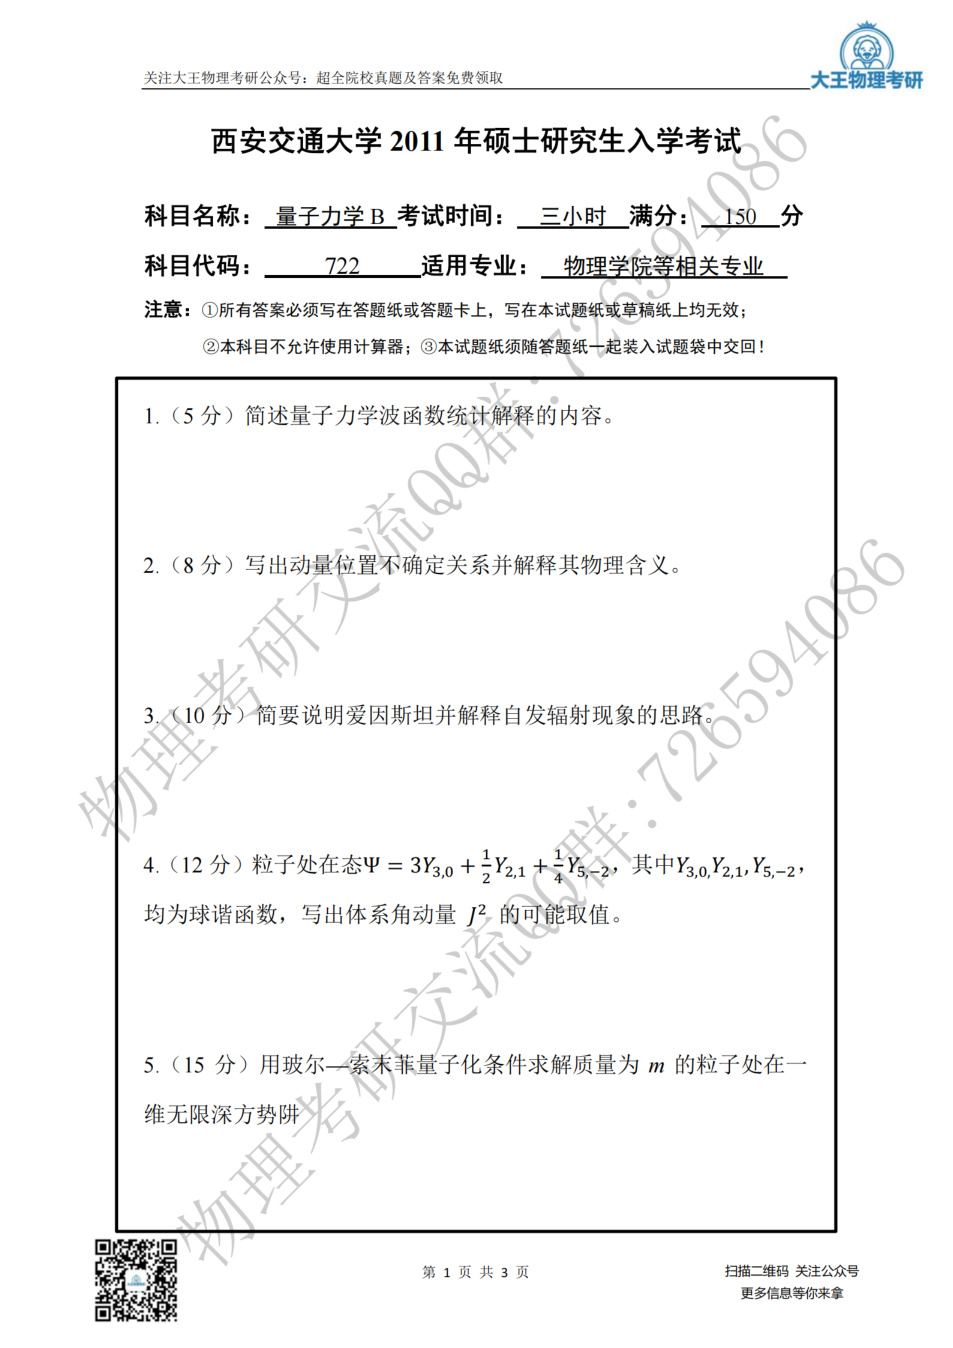 关注大王物理考研公众号：超全院校真题及答案免费领取
大王物理考研
西安交通大学 2011 年硕士研究生入学考试
科目名称： 量子力学 B 考试时间： 三小时 满分： 150 分
科目代码： 722 适用专业： 物理学院等相关专业
注意：①所有答案必须写在答题纸或答题卡上，写在本试题纸或草稿纸上均无效；
②本科目不允许使用计算器；③本试题纸须随答题纸一起装入试题袋中交回！
1.（5 分）简述量子力学波函数统计解释的内容。
2.（8 分）写出动量位置不确定关系并解释其物理含义。
3.（10 分）简要说明爱因斯坦并解释自发辐射现象的思路。
4.（12 分）粒子处在态Ψ = 3Y₃,₀ + 1/2 Y₂,₁ + 1/4 Y₅,₋₂，其中Y₃,₀,Y₂,₁,Y₅,₋₂，
均为球谐函数，写出体系角动量 J² 的可能取值。
5.（15 分）用玻尔—索末菲量子化条件求解质量为 m 的粒子处在一
维无限深方势阱
物理考研交流QQ群：726594086
物理考研交流QQ群：726594086
大王物理考研
第 1 页 共 3 页
扫描二维码 关注公众号
更多信息等你来拿